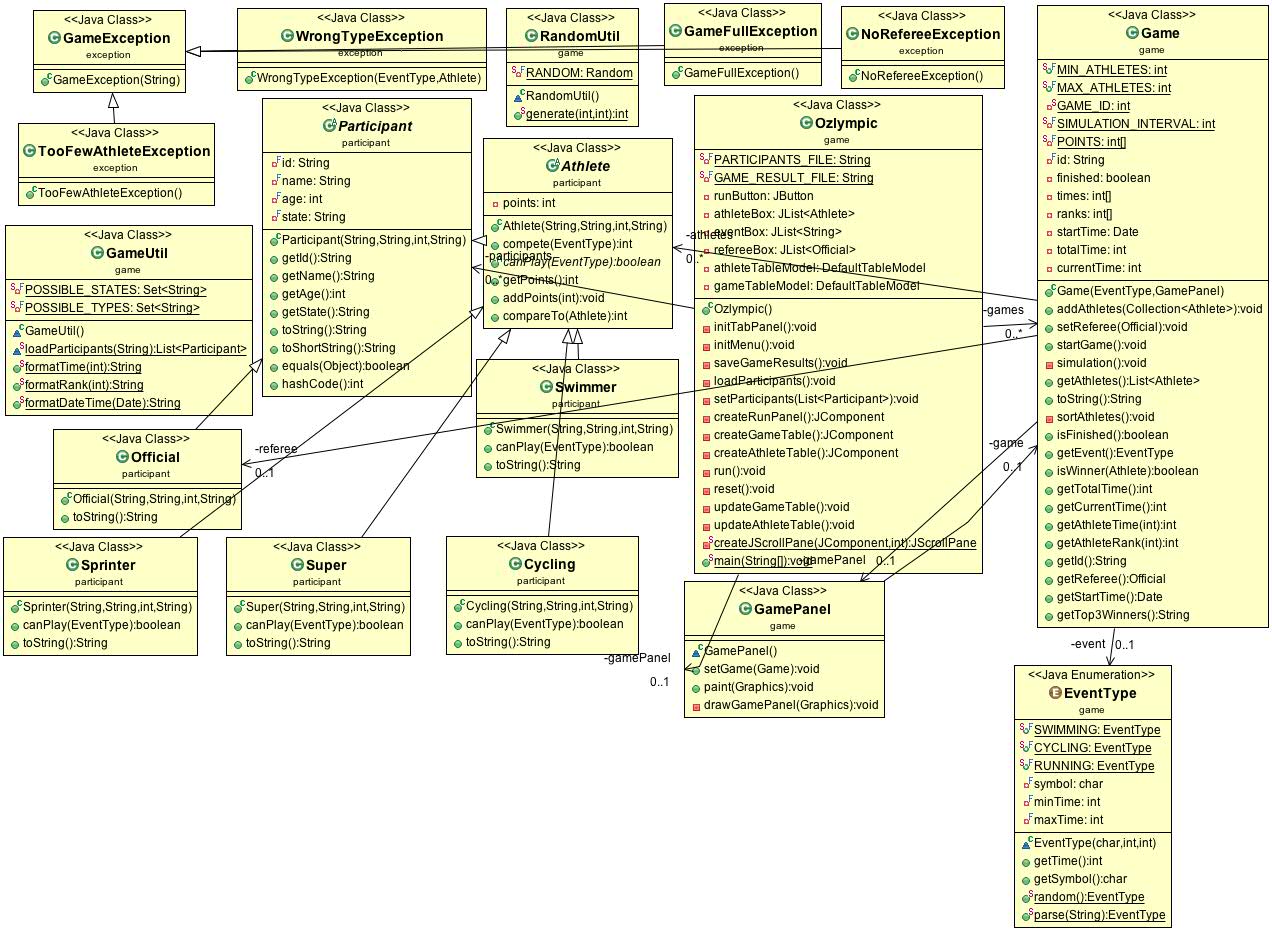 <<Java Class>>
GameException
exception
GameException(String)
<<Java Class>>
WrongTypeException
exception
WrongTypeException(EventType,Athlete)
<<Java Class>>
RandomUtil
game
RANDOM: Random
RandomUtil()
generate(int,int):int
<<Java Class>>
GameFullException
exception
GameFullException()
<<Java Class>>
NoRefereeException
exception
NoRefereeException()
<<Java Class>>
Game
game
MIN_ATHLETES: int
MAX_ATHLETES: int
GAME_ID: int
SIMULATION_INTERVAL: int
POINTS: int[]
id: String
finished: boolean
times: int[]
ranks: int[]
startTime: Date
totalTime: int
currentTime: int
Game(EventType,GamePanel)
addAthletes(Collection<Athlete>):void
setReferee(Official):void
startGame():void
simulation():void
getAthletes():List<Athlete>
toString():String
sortAthletes():void
isFinished():boolean
getEvent():EventType
isWinner(Athlete):boolean
getTotalTime():int
getCurrentTime():int
getAthleteTime(int):int
getAthleteRank(int):int
getId():String
getReferee():Official
getStartTime():Date
getTop3Winners():String
<<Java Class>>
TooFewAthleteException
exception
TooFewAthleteException()
<<Java Class>>
Participant
participant
id: String
name: String
age: int
state: String
Participant(String,String,int,String)
getId():String
getName():String
getAge():int
getState():String
toString():String
toShortString():String
equals(Object):boolean
hashCode():int
<<Java Class>>
Athlete
participant
points: int
Athlete(String,String,int,String)
compete(EventType):int
canPlay(EventType):boolean
getPoints():int
addPoints(int):void
compareTo(Athlete):int
-participants
0..*
<<Java Class>>
Ozlympic
game
PARTICIPANTS_FILE: String
GAME_RESULT_FILE: String
runButton: JButton
athleteBox: JList<Athlete>
eventBox: JList<String>
refereeBox: JList<Official>
athleteTableModel: DefaultTableModel
gameTableModel: DefaultTableModel
Ozlympic()
initTabPanel():void
initMenu():void
saveGameResults():void
loadParticipants():void
setParticipants(List<Participant>):void
createRunPanel():JComponent
createGameTable():JComponent
createAthleteTable():JComponent
run():void
reset():void
updateGameTable():void
updateAthleteTable():void
createJScrollPane(JComponent,int):JScrollPane
main(String[]):void
-athletes
0..*
-games
0..*
-game
0..1
-gamePanel
0..1
<<Java Class>>
GameUtil
game
POSSIBLE_STATES: Set<String>
POSSIBLE_TYPES: Set<String>
GameUtil()
loadParticipants(String):List<Participant>
formatTime(int):String
formatRank(int):String
formatDateTime(Date):String
<<Java Class>>
Swimmer
participant
Swimmer(String,String,int,String)
canPlay(EventType):boolean
toString():String
<<Java Class>>
Official
participant
Official(String,String,int,String)
toString():String
-referee
0..1
<<Java Class>>
Sprinter
participant
Sprinter(String,String,int,String)
canPlay(EventType):boolean
toString():String
<<Java Class>>
Super
participant
Super(String,String,int,String)
canPlay(EventType):boolean
toString():String
<<Java Class>>
Cycling
participant
Cycling(String,String,int,String)
canPlay(EventType):boolean
toString():String
-gamePanel
0..1
<<Java Class>>
GamePanel
game
GamePanel()
setGame(Game):void
paint(Graphics):void
drawGamePanel(Graphics):void
-event
0..1
<<Java Enumeration>>
EventType
game
SWIMMING: EventType
CYCLING: EventType
RUNNING: EventType
symbol: char
minTime: int
maxTime: int
EventType(char,int,int)
getTime():int
getSymbol():char
random():EventType
parse(String):EventType